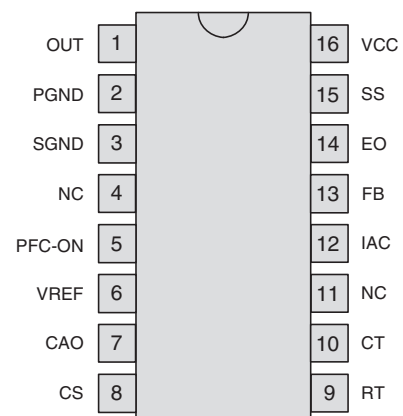 OUT 1 16 VCC
PGND 2 15 SS
SGND 3 14 EO
NC 4 13 FB
PFC-ON 5 12 IAC
VREF 6 11 NC
CAO 7 10 CT
CS 8 9 RT